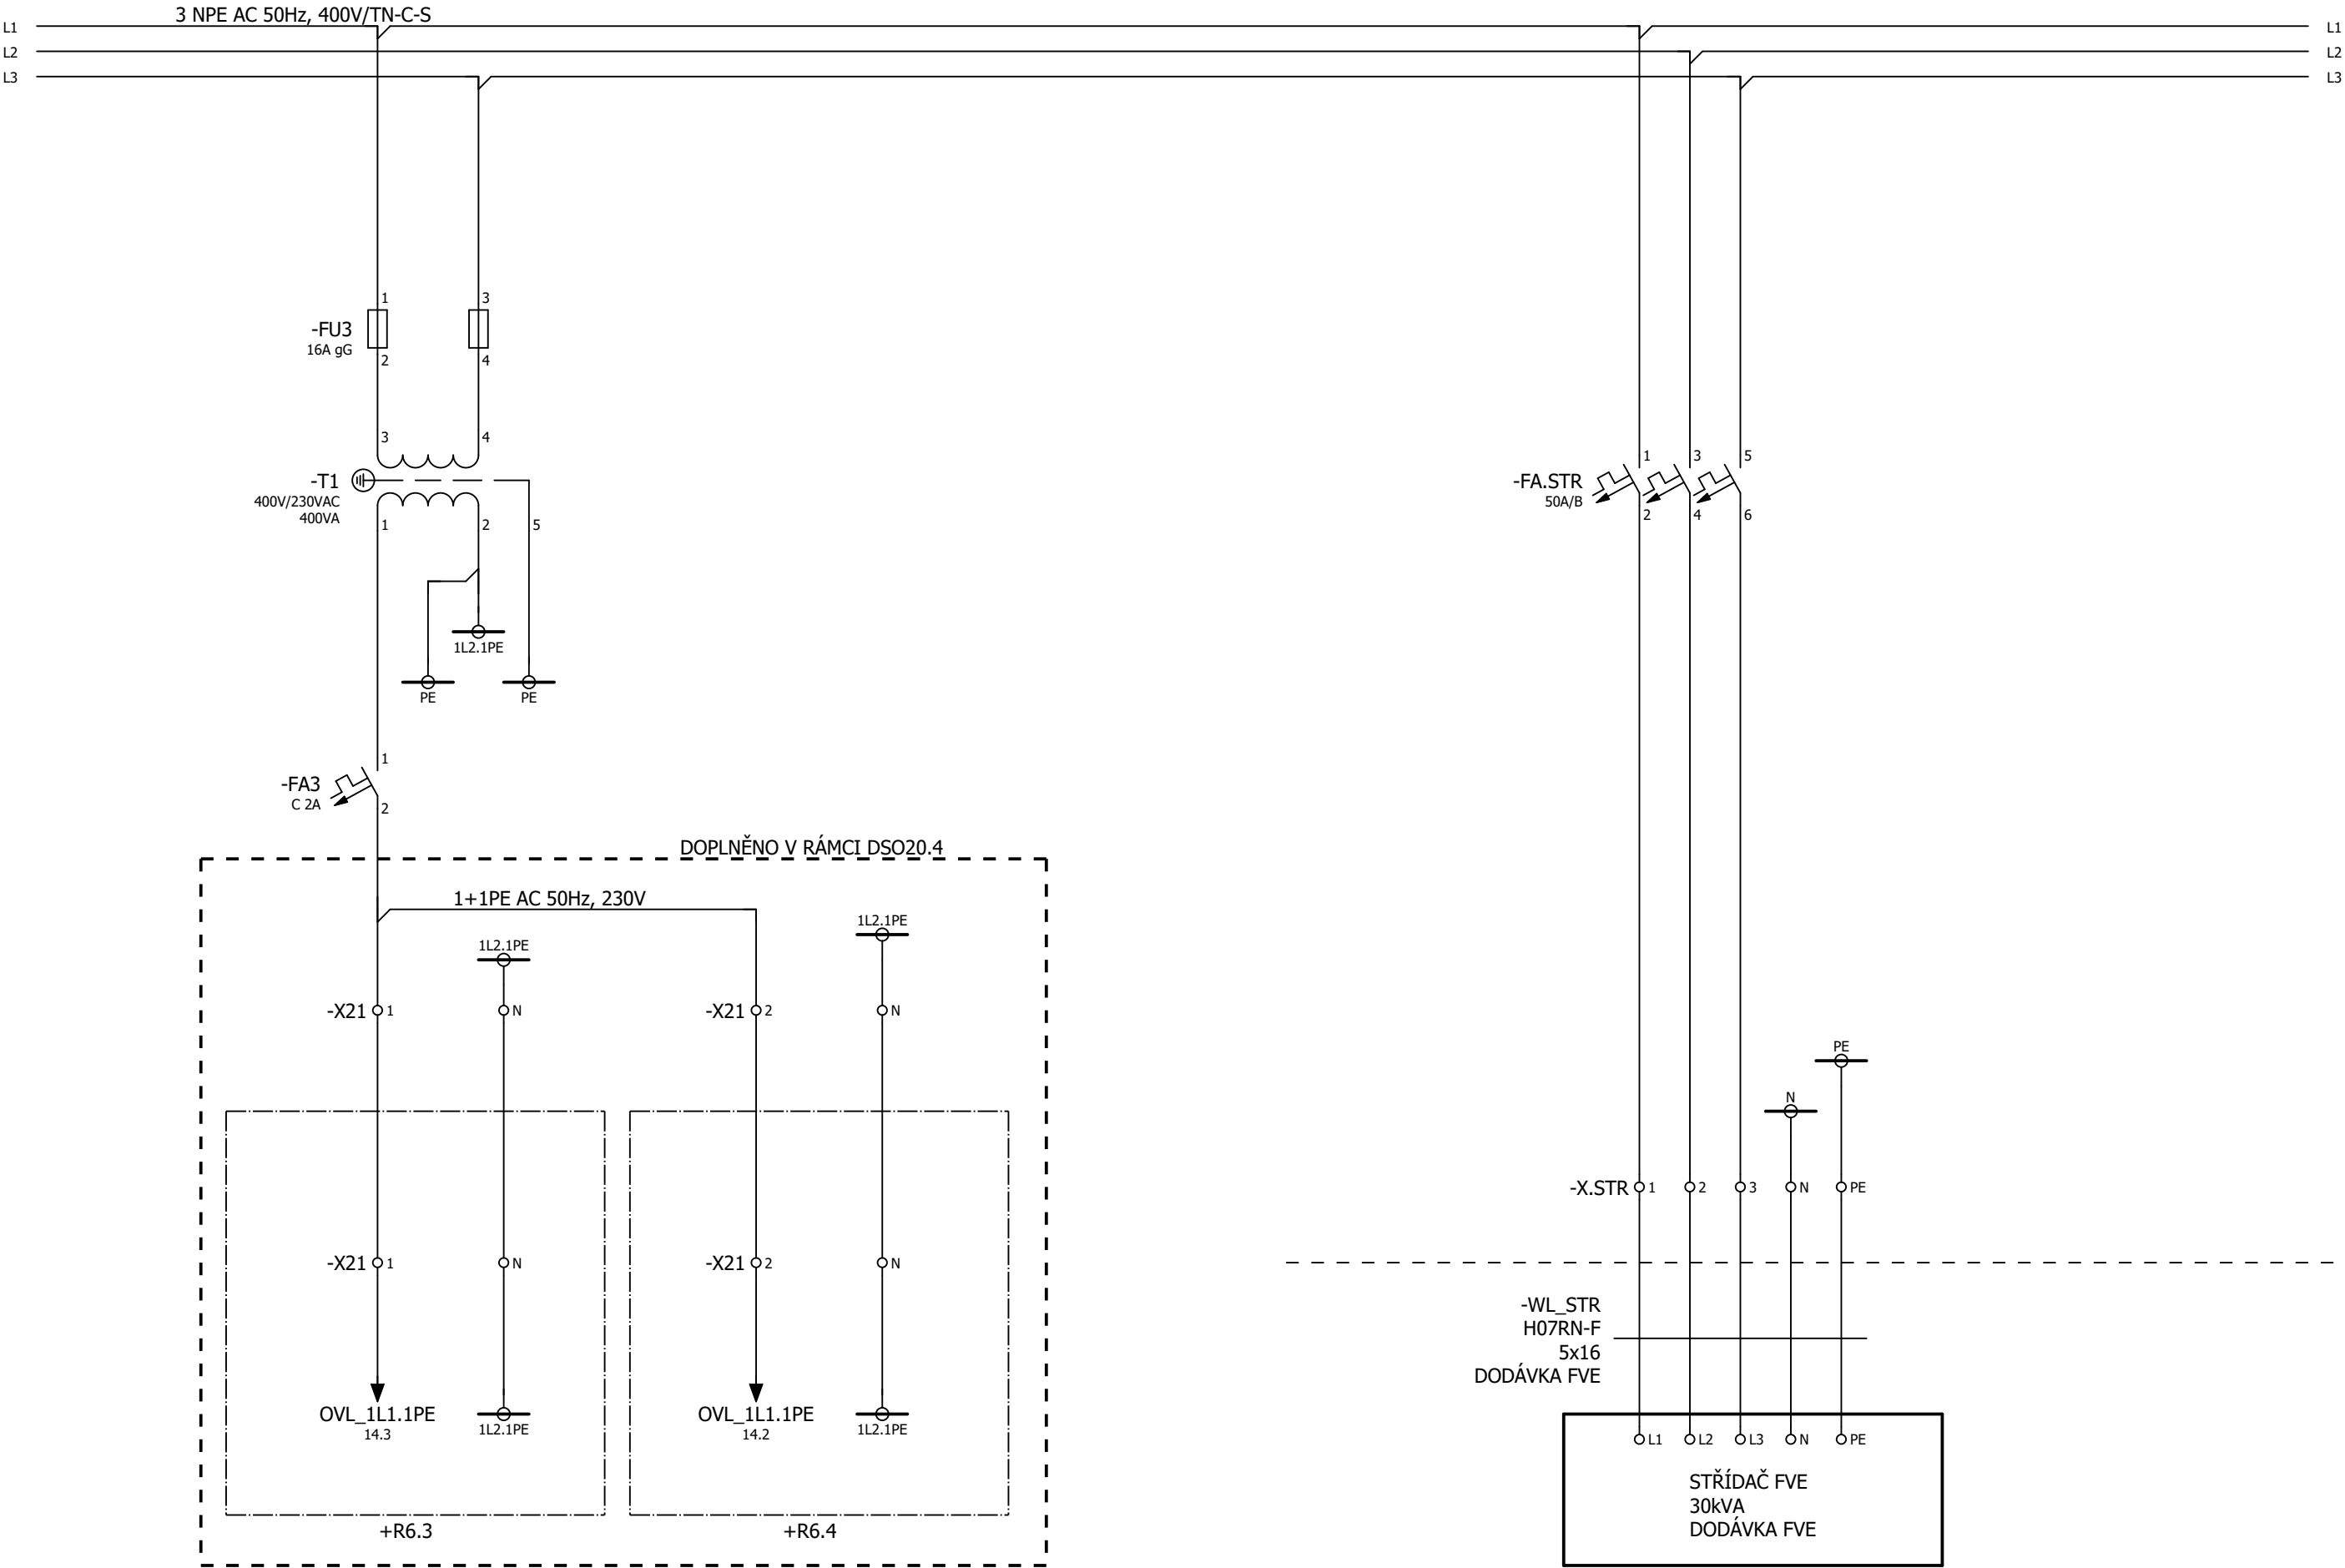 3 NPE AC 50Hz, 400V/TN-C-S
L1 L1
L2 L2
L3 L3
1 3
-FU3
16A gG
2 4
3 4
-T1
400V/230VAC
400VA
1 2 5
1L2.1PE
PE PE
1 3 5
-FA.STR
50A/B
2 4 6
1
-FA3
C 2A
2
DOPLNĚNO V RÁMCI DSO20.4
1+1PE AC 50Hz, 230V
1L2.1PE
1L2.1PE
-X21 1 N -X21 2 N
PE
N
-X.STR 1 2 3 N PE
-X21 1 N -X21 2 N
-WL_STR
H07RN-F
5x16
DODÁVKA FVE
OVL_1L1.1PE
14.3
1L2.1PE
OVL_1L1.1PE
14.2
1L2.1PE
+R6.3 +R6.4
L1 L2 L3 N PE
STŘÍDAČ FVE
30kVA
DODÁVKA FVE